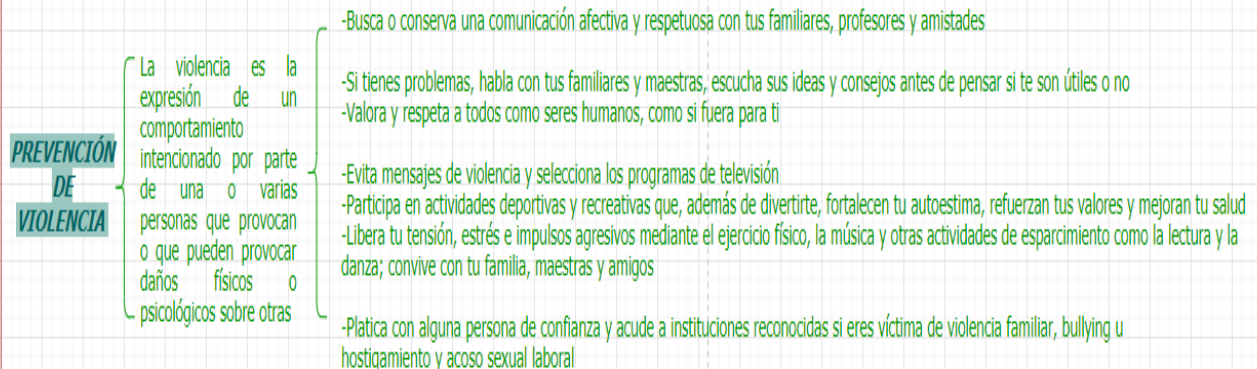 PREVENCIÓN
DE
VIOLENCIA
La violencia es la
expresión de un
comportamiento
intencionado por parte
de una o varias
personas que provocan
o que pueden provocar
daños físicos o
psicológicos sobre otras
-Busca o conserva una comunicación afectiva y respetuosa con tus familiares, profesores y amistades
-Si tienes problemas, habla con tus familiares y maestras, escucha sus ideas y consejos antes de pensar si te son útiles o no
-Valora y respeta a todos como seres humanos, como si fuera para ti
-Evita mensajes de violencia y selecciona los programas de televisión
-Participa en actividades deportivas y recreativas que, además de divertirte, fortalecen tu autoestima, refuerzan tus valores y mejoran tu salud
-Libera tu tensión, estrés e impulsos agresivos mediante el ejercicio físico, la música y otras actividades de esparcimiento como la lectura y la
danza; convive con tu familia, maestras y amigos
-Platica con alguna persona de confianza y acude a instituciones reconocidas si eres víctima de violencia familiar, bullying u
hostigamiento y acoso sexual laboral